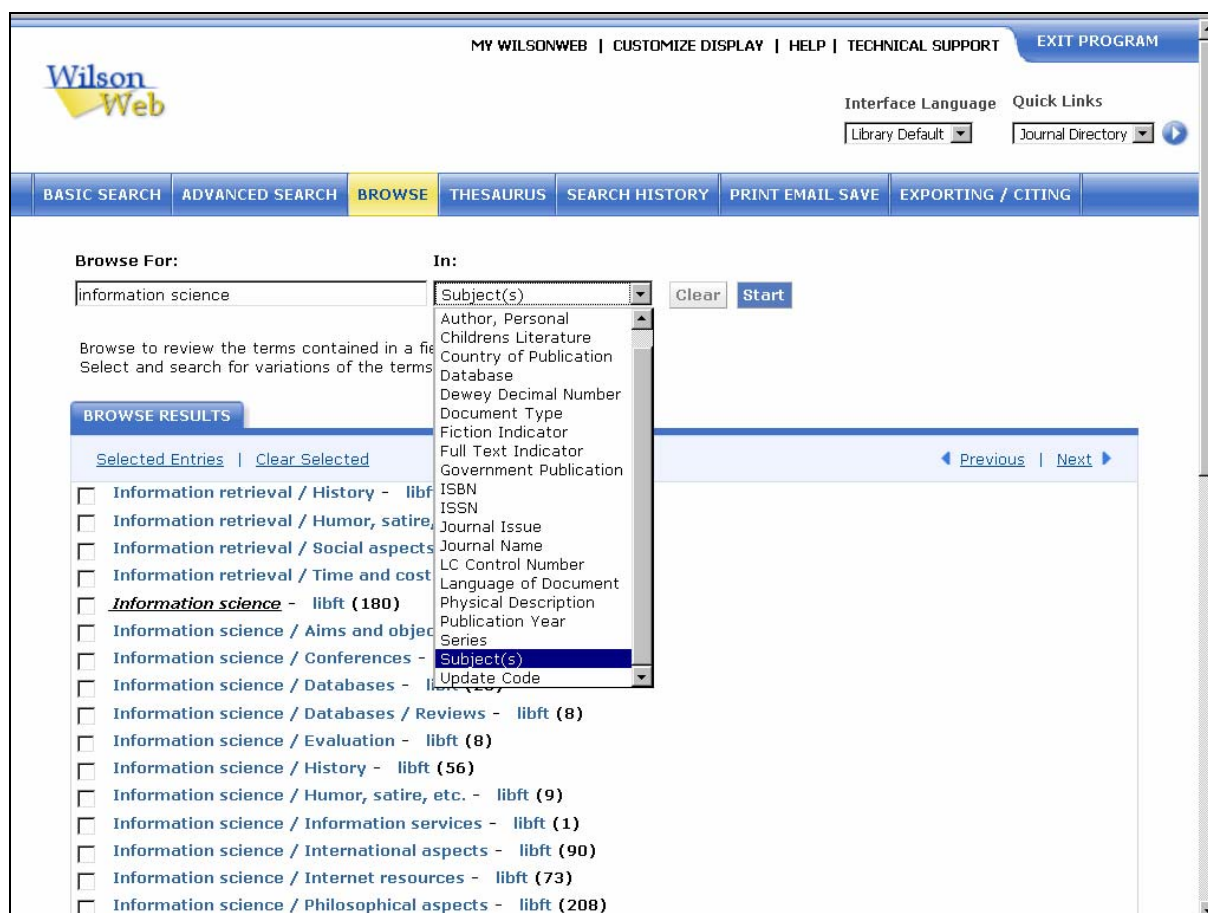 MY WILSONWEB | CUSTOMIZE DISPLAY | HELP | TECHNICAL SUPPORT
EXIT PROGRAM
Wilson
Web
Interface Language
Quick Links
Library Default
Journal Directory
BASIC SEARCH
ADVANCED SEARCH
BROWSE
THESAURUS
SEARCH HISTORY
PRINT EMAIL SAVE
EXPORTING / CITING
Browse For:
In:
information science
Subject(s)
Clear
Start
Author, Personal
Childrens Literature
Country of Publication
Database
Dewey Decimal Number
Document Type
Fiction Indicator
Full Text Indicator
Government Publication
ISBN
ISSN
Journal Issue
Journal Name
LC Control Number
Language of Document
Physical Description
Publication Year
Series
Subject(s)
Update Code
Browse to review the terms contained in a
Select and search for variations of the terms
BROWSE RESULTS
Selected Entries | Clear Selected
Previous | Next
Information retrieval / History - libf
Information retrieval / Humor, satire,
Information retrieval / Social aspects
Information retrieval / Time and cost
Information science - libft (180)
Information science / Aims and objec
Information science / Conferences -
Information science / Databases -
Information science / Databases / Reviews - libft (8)
Information science / Evaluation - libft (8)
Information science / History - libft (56)
Information science / Humor, satire, etc. - libft (9)
Information science / Information services - libft (1)
Information science / International aspects - libft (90)
Information science / Internet resources - libft (73)
Information science / Philosophical aspects - libft (208)